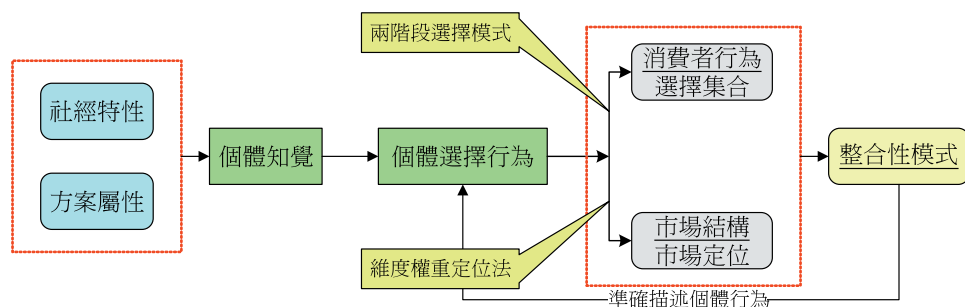 社經特性
方案屬性
個體知覺
個體選擇行為
兩階段選擇模式
維度權重定位法
消費者行為
選擇集合
市場結構
市場定位
整合性模式
準確描述個體行為